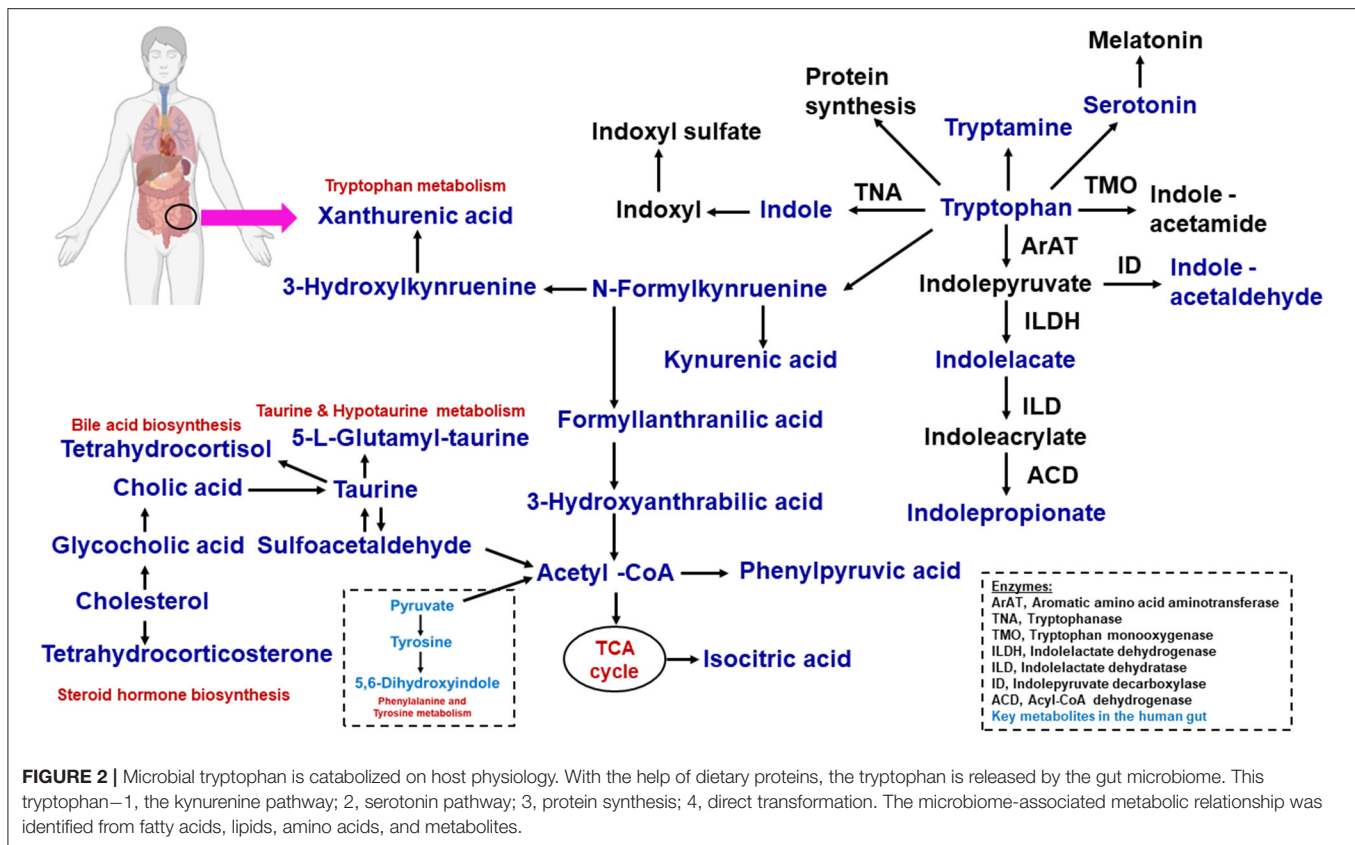 Melatonin
Protein
synthesis
Serotonin
Tryptamine
Indoxyl sulfate
Tryptophan metabolism
Xanthurenic acid
Indoxyl
Indole
TNA
Tryptophan
TMO
Indole -
acetamide
ArAT
3-Hydroxylkynruenine
N-Formylkynruenine
Indolepyruvate
ID
Indole -
acetaldehyde
ILDH
Kynurenic acid
Indolelacate
ILD
Formyllanthranilic acid
Indoleacrylate
ACD
Taurine & Hypotaurine metabolism
5-L-Glutamyl-taurine
Bile acid biosynthesis
Tetrahydrocortisol
Cholic acid
Taurine
3-Hydroxyanthrabilic acid
Indolepropionate
Glycocholic acid
Sulfoacetaldehyde
Acetyl -CoA
Phenylpyruvic acid
Cholesterol
Tetrahydrocorticosterone
Steroid hormone biosynthesis
Pyruvate
Tyrosine
5,6-Dihydroxyindole
Phenylalanine and
Tyrosine metabolism
TCA
cycle
Isocitric acid
Enzymes:
ArAT, Aromatic amino acid aminotransferase
TNA, Tryptophanase
TMO, Tryptophan monooxygenase
ILDH, Indolelactate dehydrogenase
ILD, Indolelactate dehydratase
ID, Indolepyruvate decarboxylase
ACD, Acyl-CoA dehydrogenase
Key metabolites in the human gut
FIGURE 2 | Microbial tryptophan is catabolized on host physiology. With the help of dietary proteins, the tryptophan is released by the gut microbiome. This
tryptophan−1, the kynurenine pathway; 2, serotonin pathway; 3, protein synthesis; 4, direct transformation. The microbiome-associated metabolic relationship was
identified from fatty acids, lipids, amino acids, and metabolites.